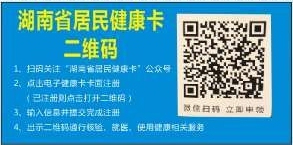 湖南省居民健康卡
二维码
1、扫码关注“湖南省居民健康卡”公众号
2、点击电子健康卡卡面注册
（已注册则点击打开二维码）
3、输入信息并提交完成注册
4、出示二维码进行核验、就医、使用健康相关服务
微信扫码 立即申领